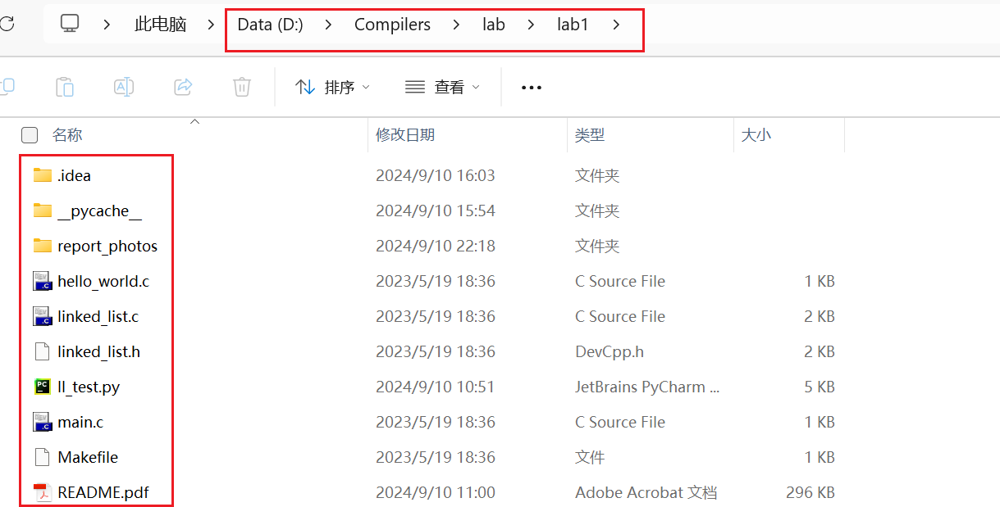 此电脑 Data (D:) Compilers lab lab1
排序 查看
名称 修改日期 类型 大小
.idea 2024/9/10 16:03 文件夹
__pycache__ 2024/9/10 15:54 文件夹
report_photos 2024/9/10 22:18 文件夹
hello_world.c 2023/5/19 18:36 C Source File 1 KB
linked_list.c 2023/5/19 18:36 C Source File 2 KB
linked_list.h 2023/5/19 18:36 DevCpp.h 2 KB
ll_test.py 2024/9/10 10:51 JetBrains PyCharm ... 5 KB
main.c 2023/5/19 18:36 C Source File 1 KB
Makefile 2023/5/19 18:36 文件 1 KB
README.pdf 2024/9/10 11:00 Adobe Acrobat 文档 296 KB